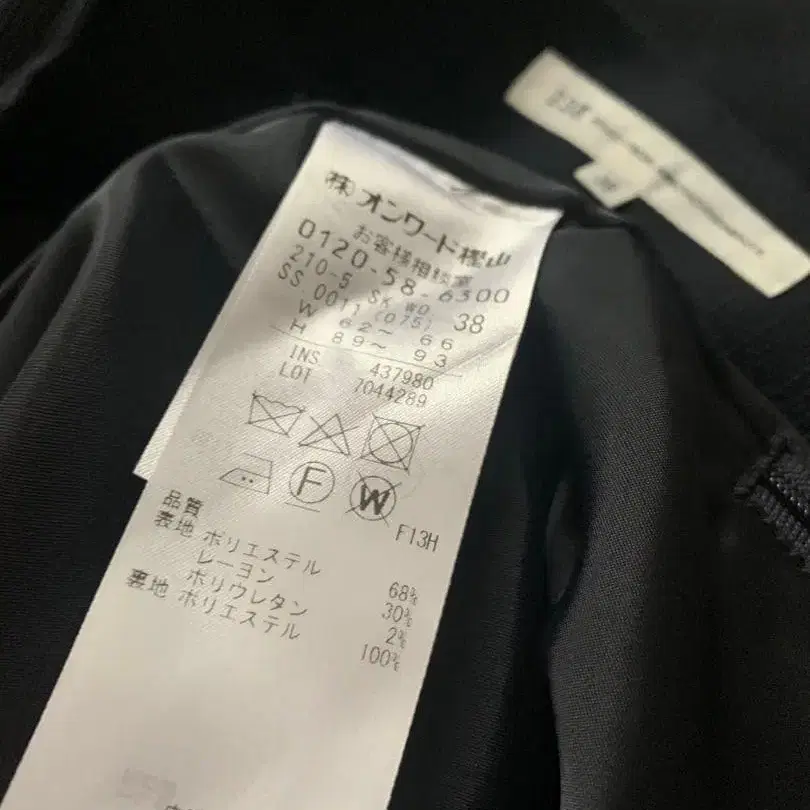 (株)オンワード樫山
お客様相談室
0120-58-6300
210-5 SK WO 38
SS 0011 (075)
W 62〜 66
H 89〜 93
INS 437980
LOT 7044289
F
W
F13H
品質
表地 ポリエステル 68%
レーヨン 30%
ポリウレタン 2%
裏地 ポリエステル 100%